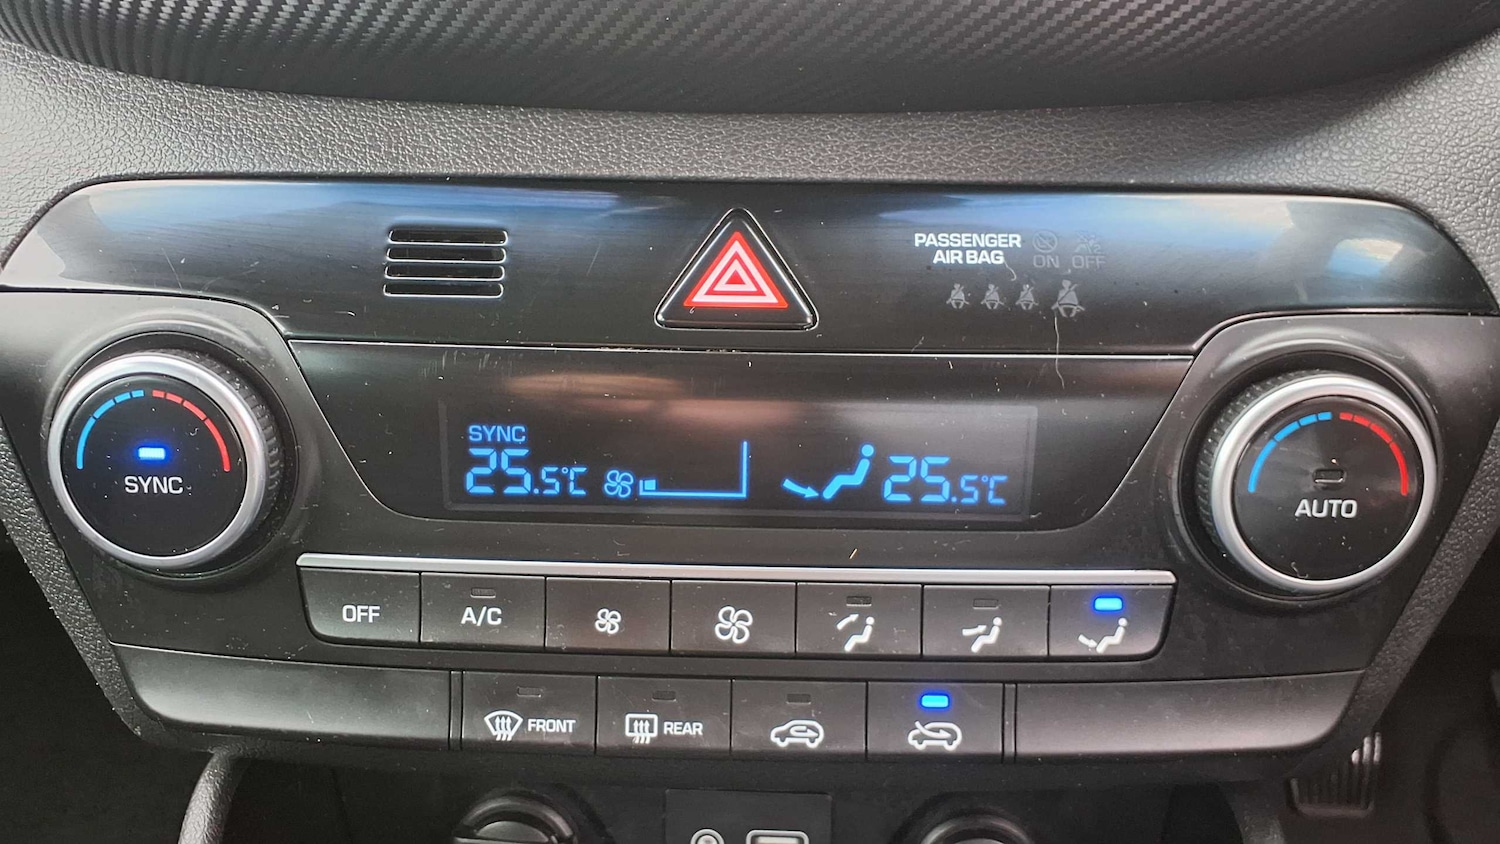 PASSENGER
AIR BAG
ON OFF
SYNC
25.5°C
25.5°C
SYNC
AUTO
OFF
A/C
FRONT
REAR